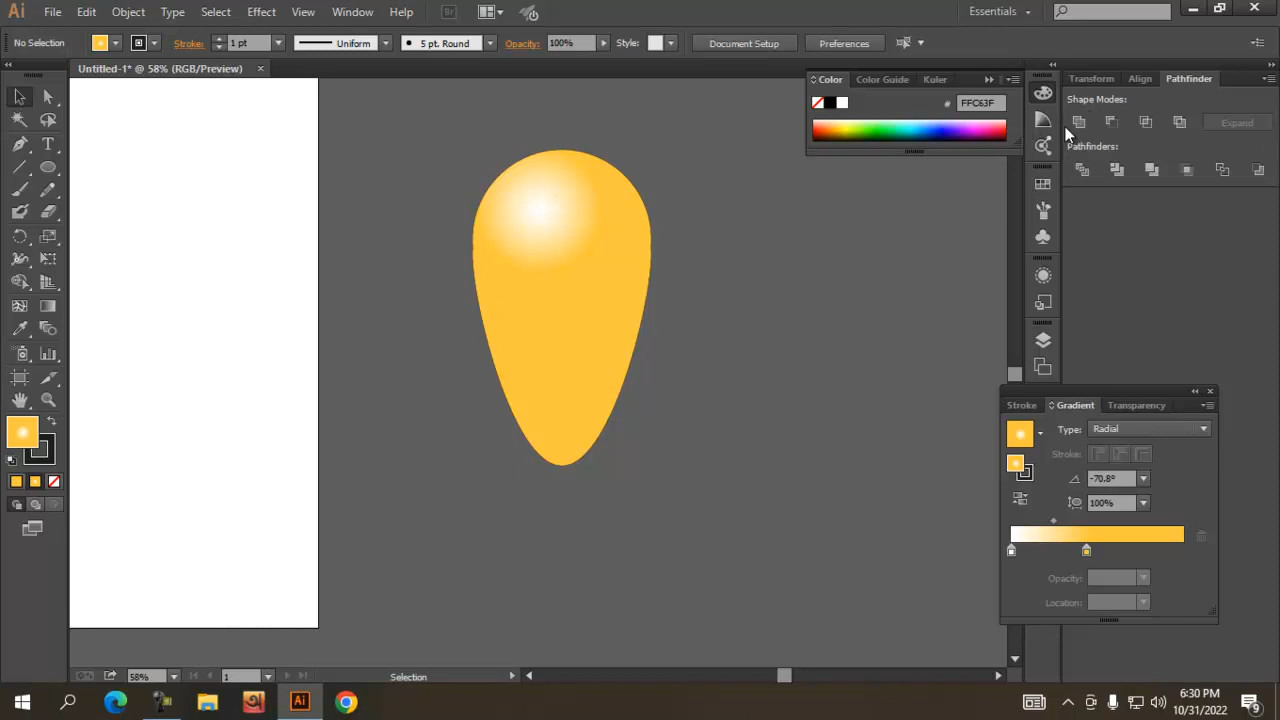 Ai File Edit Object Type Select Effect View Window Help Br Essentials
No Selection Stroke: 1 pt Uniform 5 pt. Round Opacity: 100% Style: Document Setup Preferences
Untitled-1* @ 58% (RGB/Preview)
Color Color Guide Kuler
# FFC63F
Transform Align Pathfinder
Shape Modes:
Expand
Pathfinders:
Stroke Gradient Transparency
Type: Radial
Stroke:
-70.8°
100%
Opacity:
Location:
58% 1 Selection
Ai
6:30 PM
10/31/2022
9